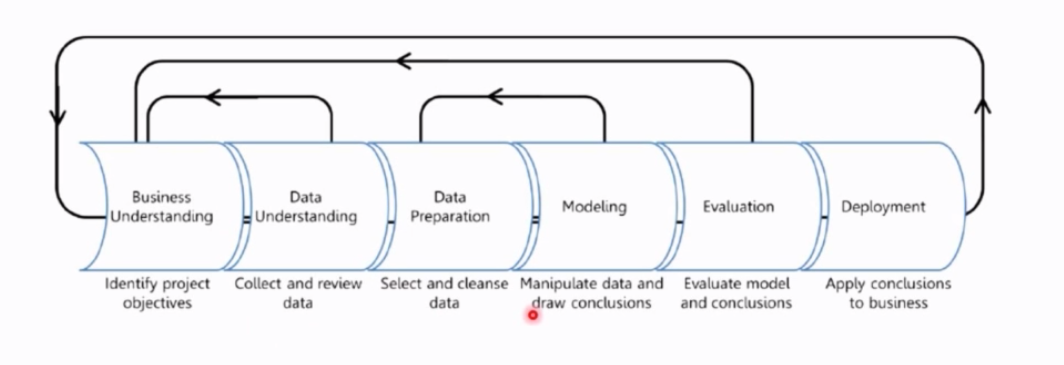 Business
Understanding
Data
Understanding
Data
Preparation
Modeling
Evaluation
Deployment
Identify project
objectives
Collect and review
data
Select and cleanse
data
Manipulate data and
draw conclusions
Evaluate model
and conclusions
Apply conclusions
to business